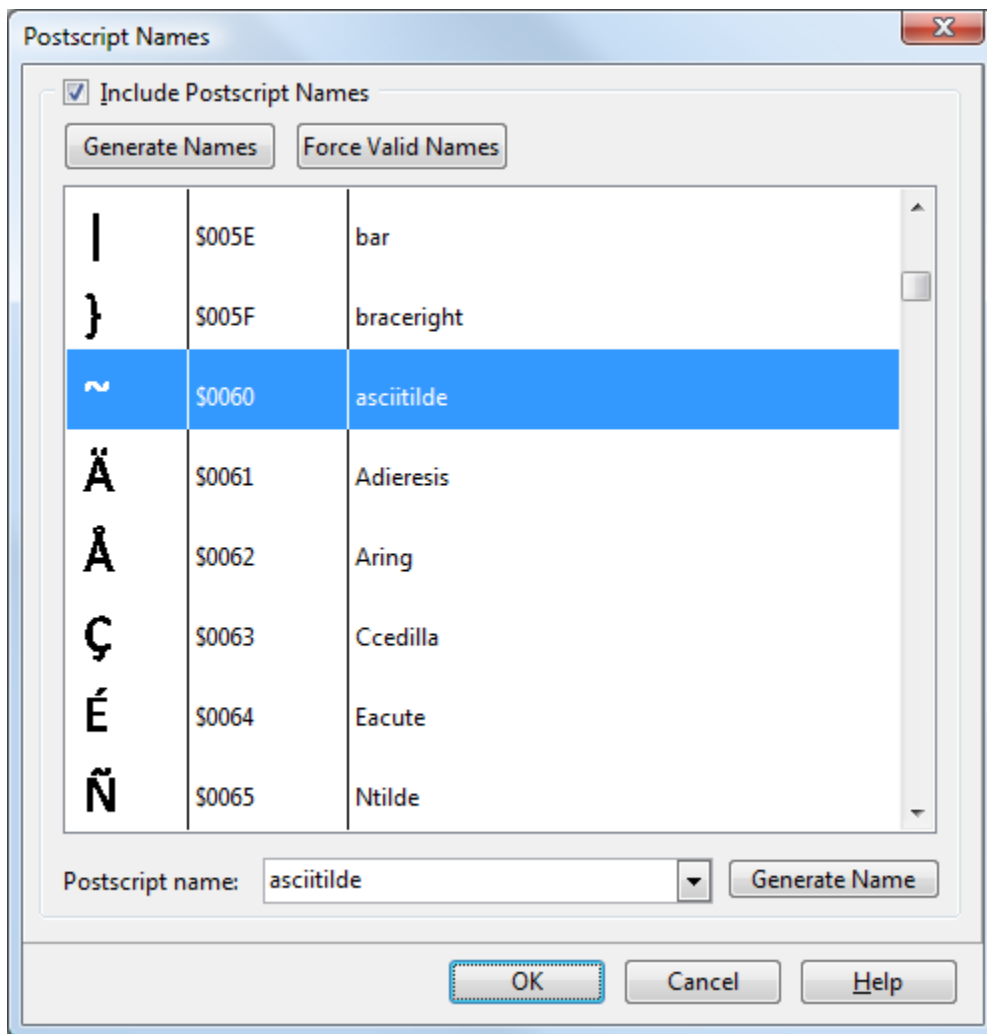 Postscript Names
Include Postscript Names
Generate Names Force Valid Names
| $005E bar
} $005F braceright
~ $0060 asciitilde
Ä $0061 Adieresis
Å $0062 Aring
Ç $0063 Ccedilla
É $0064 Eacute
Ñ $0065 Ntilde
Postscript name: asciitilde Generate Name
OK Cancel Help